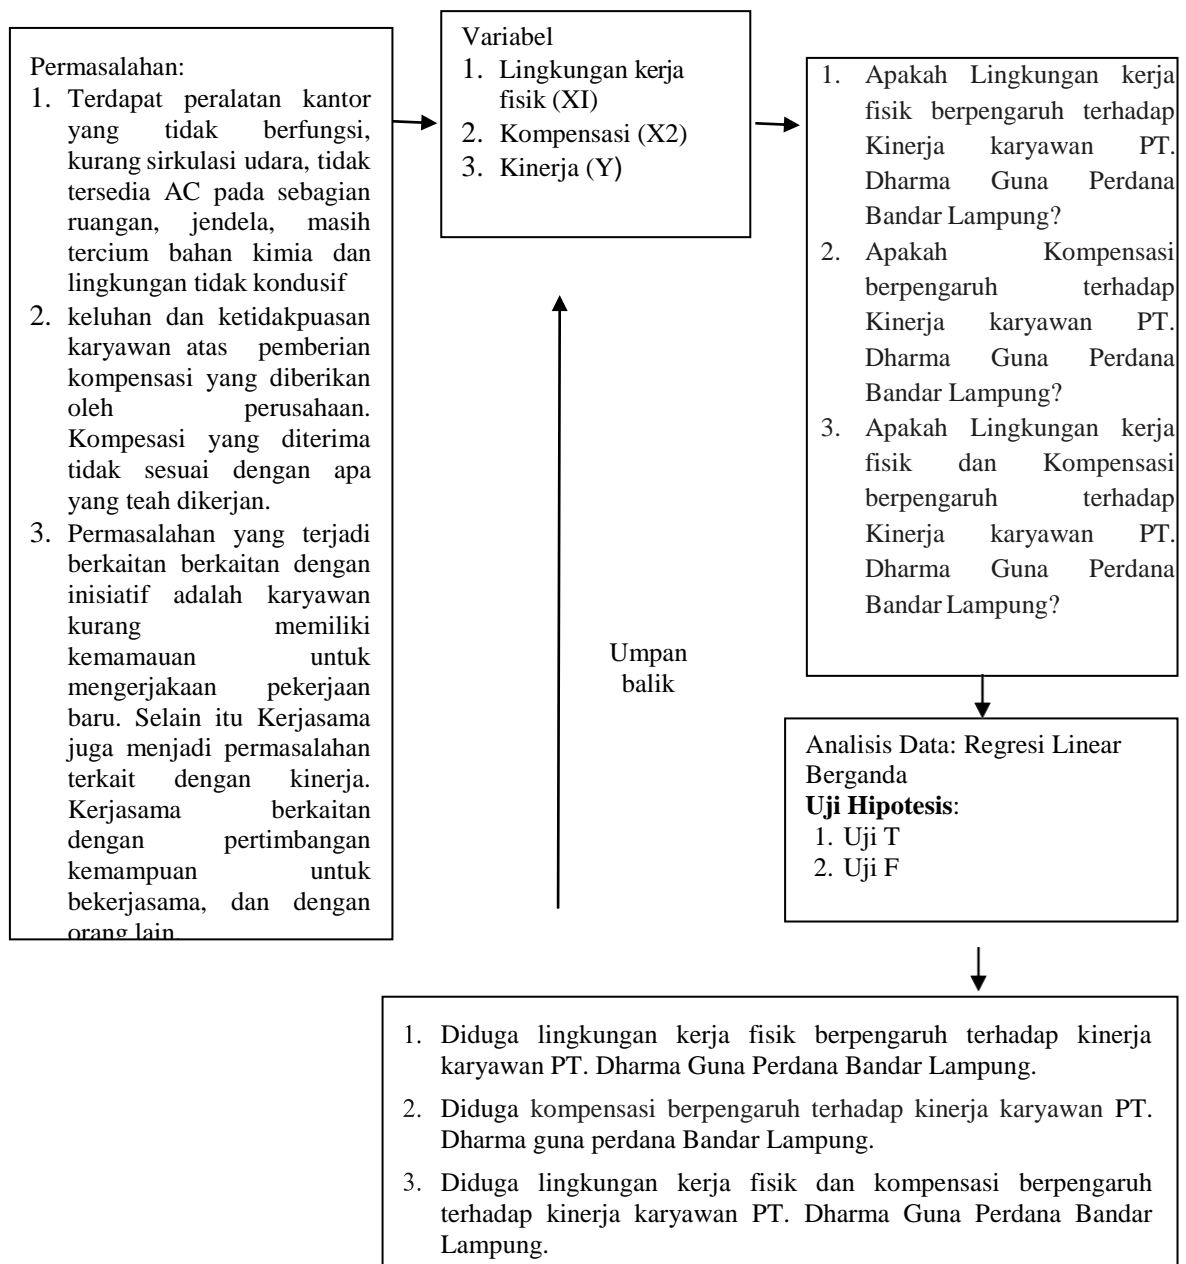 Permasalahan:
1. Terdapat peralatan kantor
yang tidak berfungsi,
kurang sirkulasi udara, tidak
tersedia AC pada sebagian
ruangan, jendela, masih
tercium bahan kimia dan
lingkungan tidak kondusif
2. keluhan dan ketidakpuasan
karyawan atas pemberian
kompensasi yang diberikan
oleh perusahaan.
Kompesasi yang diterima
tidak sesuai dengan apa
yang teah dikerjan.
3. Permasalahan yang terjadi
berkaitan berkaitan dengan
inisiatif adalah karyawan
kurang memiliki
kemamauan untuk
mengerjakaan pekerjaan
baru. Selain itu Kerjasama
juga menjadi permasalahan
terkait dengan kinerja.
Kerjasama berkaitan
dengan pertimbangan
kemampuan untuk
bekerjasama, dan dengan
orang lain.
Variabel
1. Lingkungan kerja
fisik (XI)
2. Kompensasi (X2)
3. Kinerja (Y)
1. Apakah Lingkungan kerja
fisik berpengaruh terhadap
Kinerja karyawan PT.
Dharma Guna Perdana
Bandar Lampung?
2. Apakah Kompensasi
berpengaruh terhadap
Kinerja karyawan PT.
Dharma Guna Perdana
Bandar Lampung?
3. Apakah Lingkungan kerja
fisik dan Kompensasi
berpengaruh terhadap
Kinerja karyawan PT.
Dharma Guna Perdana
Bandar Lampung?
Umpan
balik
Analisis Data: Regresi Linear
Berganda
Uji Hipotesis:
1. Uji T
2. Uji F
1. Diduga lingkungan kerja fisik berpengaruh terhadap kinerja
karyawan PT. Dharma Guna Perdana Bandar Lampung.
2. Diduga kompensasi berpengaruh terhadap kinerja karyawan PT.
Dharma guna perdana Bandar Lampung.
3. Diduga lingkungan kerja fisik dan kompensasi berpengaruh
terhadap kinerja karyawan PT. Dharma Guna Perdana Bandar
Lampung.